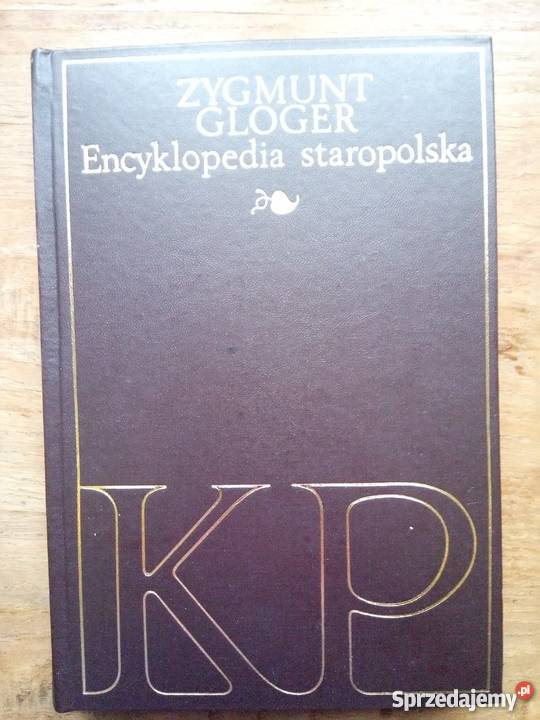 ZYGMUNT
GLOGER
Encyklopedia staropolska
KP
Sprzedajemy.pl